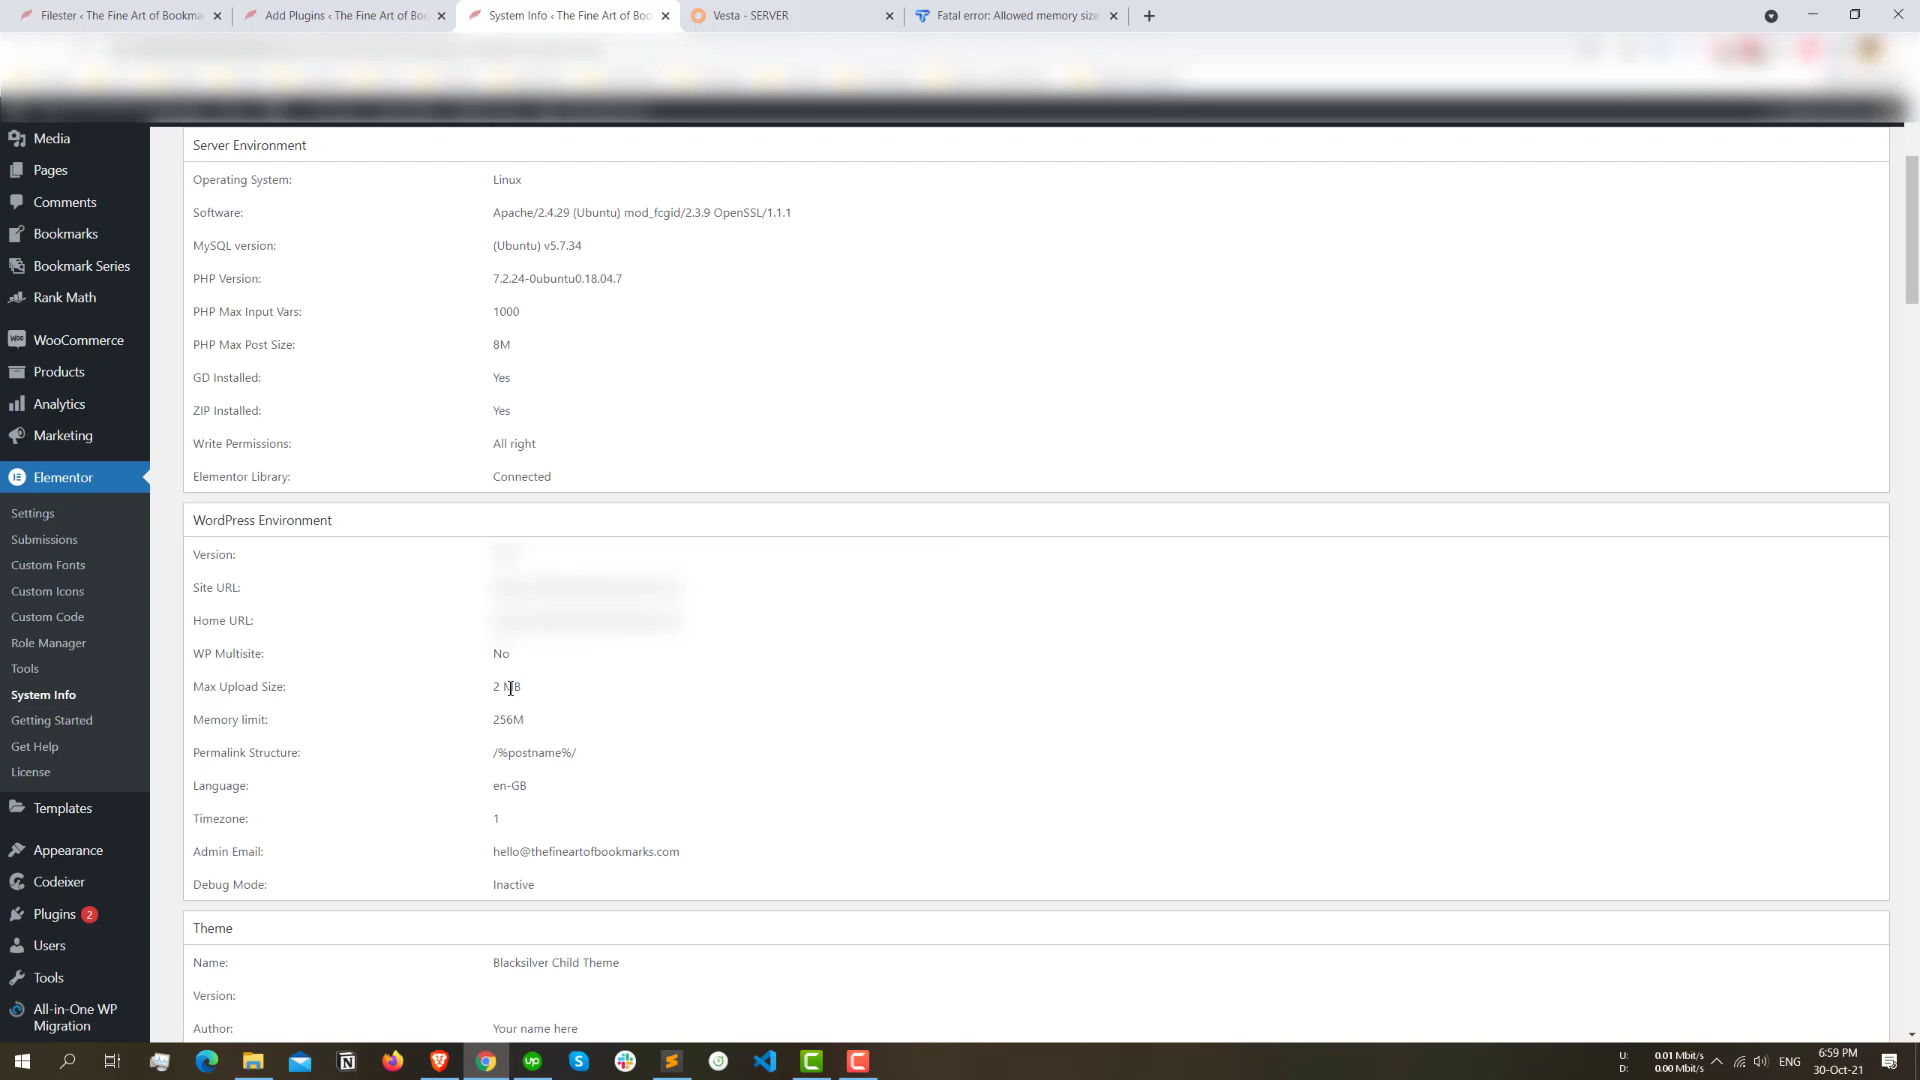 Filester ‹ The Fine Art of Bookma
Add Plugins ‹ The Fine Art of Bo
System Info ‹ The Fine Art of Boo
Vesta - SERVER
Fatal error: Allowed memory size
Media
Pages
Comments
Bookmarks
Bookmark Series
Rank Math
WooCommerce
Products
Analytics
Marketing
Elementor
Settings
Submissions
Custom Fonts
Custom Icons
Custom Code
Role Manager
Tools
System Info
Getting Started
Get Help
License
Templates
Appearance
Codeixer
Plugins 2
Users
Tools
All-in-One WP
Migration
Server Environment
Operating System: Linux
Software: Apache/2.4.29 (Ubuntu) mod_fcgid/2.3.9 OpenSSL/1.1.1
MySQL version: (Ubuntu) v5.7.34
PHP Version: 7.2.24-0ubuntu0.18.04.7
PHP Max Input Vars: 1000
PHP Max Post Size: 8M
GD Installed: Yes
ZIP Installed: Yes
Write Permissions: All right
Elementor Library: Connected
WordPress Environment
Version:
Site URL:
Home URL:
WP Multisite: No
Max Upload Size: 2 MB
Memory limit: 256M
Permalink Structure: /%postname%/
Language: en-GB
Timezone: 1
Admin Email: hello@thefineartofbookmarks.com
Debug Mode: Inactive
Theme
Name: Blacksilver Child Theme
Version:
Author: Your name here
U: 0.01 Mbit/s
D: 0.00 Mbit/s
ENG
6:59 PM
30-Oct-21